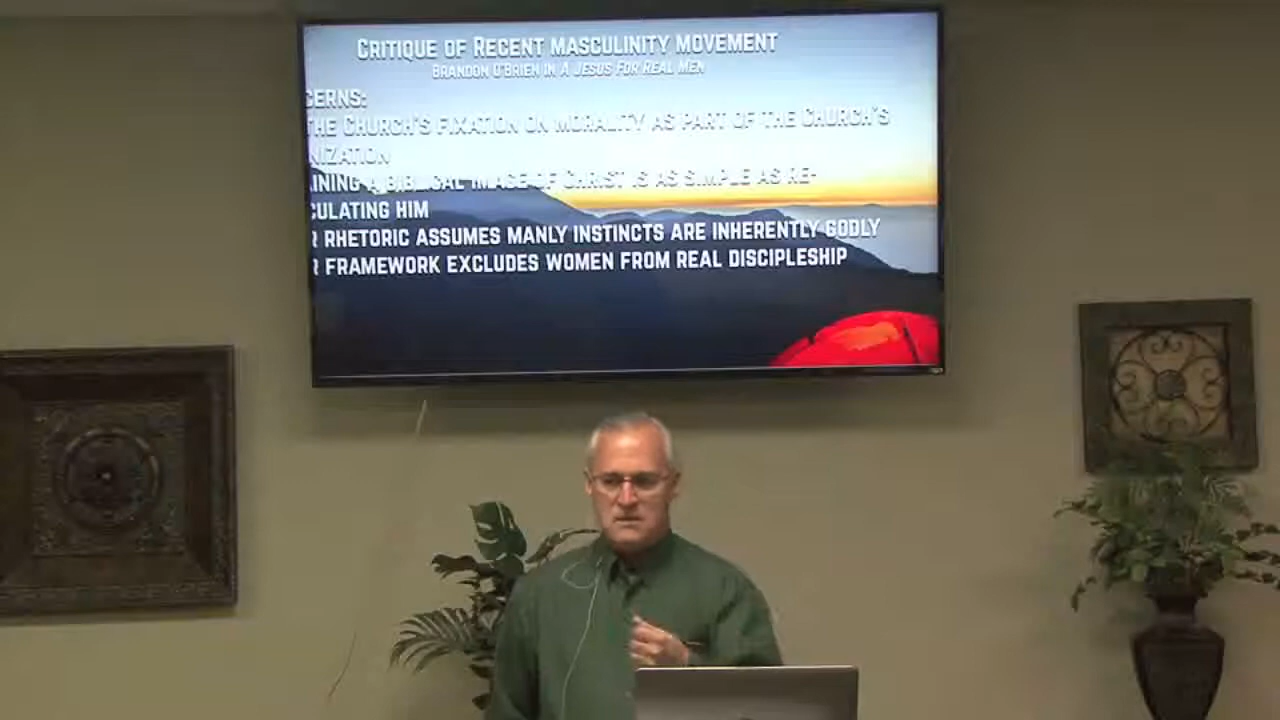 Critique of Recent masculinity movement
Brandon O'Brien in A Jesus For Real Men
cerns:
the Church's fixation on morality as part of the Church's
nization
ining a biblical image of Christ is as simple as re-
culating him
r rhetoric assumes manly instincts are inherently godly
r framework excludes women from real discipleship